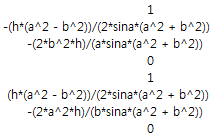 1
-(h*(a^2 - b^2))/(2*sina*(a^2 + b^2))
-(2*b^2*h)/(a*sina*(a^2 + b^2))
0
1
(h*(a^2 - b^2))/(2*sina*(a^2 + b^2))
-(2*a^2*h)/(b*sina*(a^2 + b^2))
0